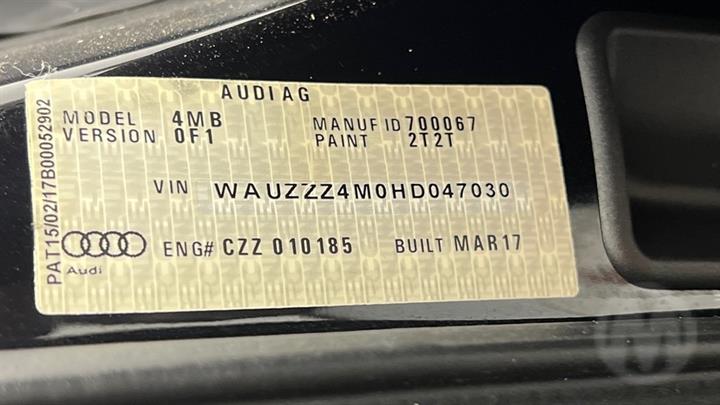 AUDI AG
MODEL 4MB MANUF ID 700067
VERSION 0F1 PAINT 2T2T
VIN WAUZZZ4M0HD047030
ENG# CZZ 010185 BUILT MAR17
Audi
PAT15/02/17B00052902